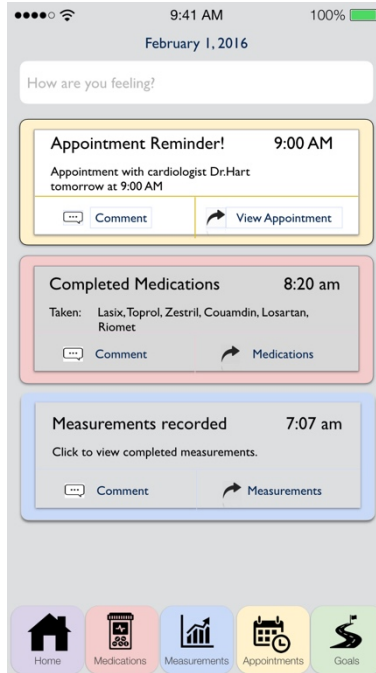 9:41 AM
100%
February 1, 2016
How are you feeling?
Appointment Reminder!
9:00 AM
Appointment with cardiologist Dr.Hart
tomorrow at 9:00 AM
Comment
View Appointment
Completed Medications
8:20 am
Taken: Lasix, Toprol, Zestril, Couamdin, Losartan,
Riomet
Comment
Medications
Measurements recorded
7:07 am
Click to view completed measurements.
Comment
Measurements
Home
Medications
Measurements
Appointments
Goals